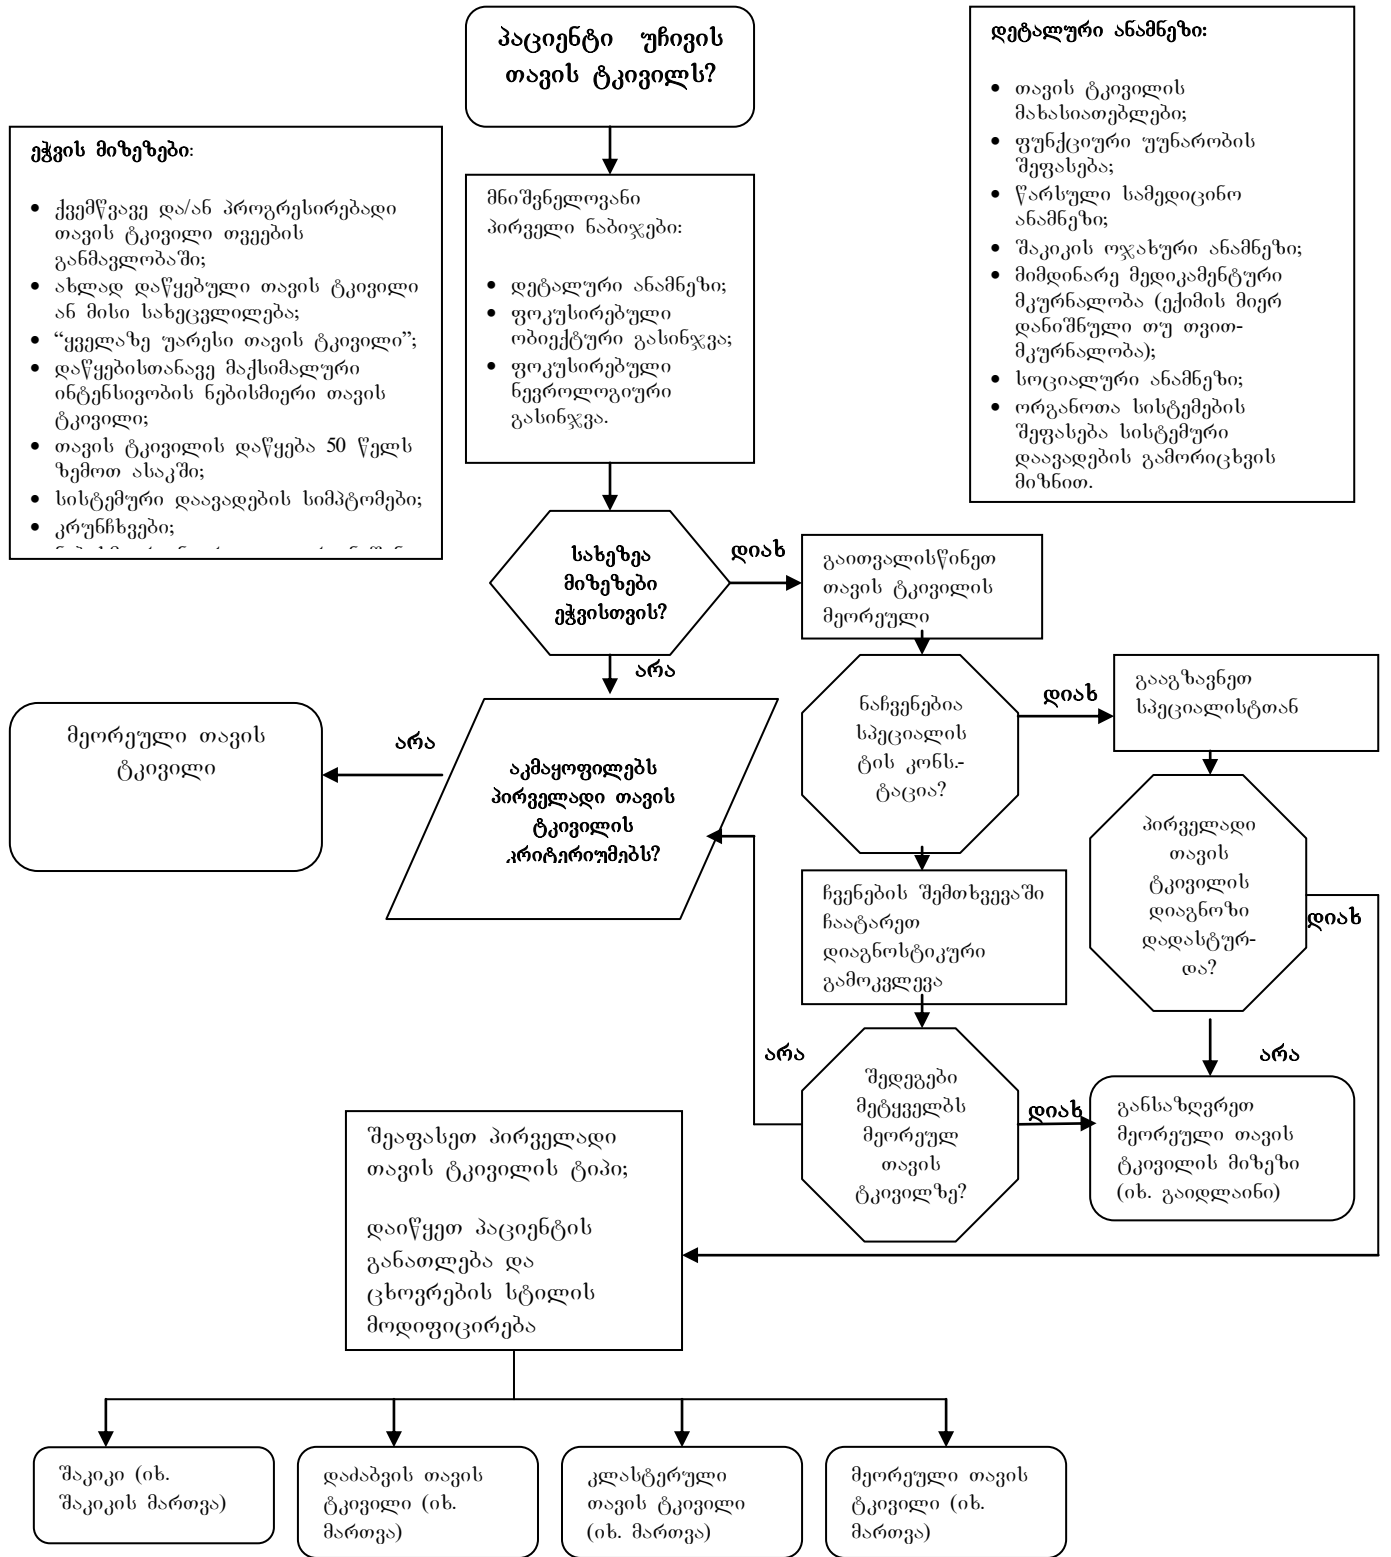 პაციენტი უჩივის
თავის ტკივილს?
დეტალური ანამნეზი:
• თავის ტკივილის
მახასიათებლები;
• ფუნქციური უუნარობის
შეფასება;
• წარსული სამედიცინო
ანამნეზი;
• შაკიკის ოჯახური ანამნეზი;
• მიმდინარე მედიკამენტური
მკურნალობა (ექიმის მიერ
დანიშნული თუ თვით-
მკურნალობა);
• სოციალური ანამნეზი;
• ორგანოთა სისტემების
შეფასება სისტემური
დაავადების გამორიცხვის
მიზნით.
ეჭვის მიზეზები:
• ქვემწვავე და/ან პროგრესირებადი
თავის ტკივილი თვეების
განმავლობაში;
• ახლად დაწყებული თავის ტკივილი
ან მისი სახეცვლილება;
• “ყველაზე უარესი თავის ტკივილი”;
• დაწყებისთანავე მაქსიმალური
ინტენსივობის ნებისმიერი თავის
ტკივილი;
• თავის ტკივილის დაწყება 50 წელს
ზემოთ ასაკში;
• სისტემური დაავადების სიმპტომები;
• კრუნჩხვები;
მნიშვნელოვანი
პირველი ნაბიჯები:
• დეტალური ანამნეზი;
• ფოკუსირებული
ობიექტური გასინჯვა;
• ფოკუსირებული
ნევროლოგიური
გასინჯვა.
სახეზეა
მიზეზები
ეჭვისთვის?
დიახ
გაითვალისწინეთ
თავის ტკივილის
მეორეული
არა
ნაჩვენებია
სპეციალის
ტის კონს.-
ტაცია?
დიახ
გააგზავნეთ
სპეციალისტთან
მეორეული თავის
ტკივილი
არა
აკმაყოფილებს
პირველადი თავის
ტკივილის
კრიტერიუმებს?
პირველადი
თავის
ტკივილის
დიაგნოზი
დადასტურ-
და?
დიახ
ჩვენების შემთხვევაში
ჩაატარეთ
დიაგნოსტიკური
გამოკვლევა
არა
არა
შედეგები
მეტყველბს
მეორეულ
თავის
ტკივილზე?
დიახ
განსაზღვრეთ
მეორეული თავის
ტკივილის მიზეზი
(იხ. გაიდლაინი)
შეაფასეთ პირველადი
თავის ტკივილის ტიპი;
დაიწყეთ პაციენტის
განათლება და
ცხოვრების სტილის
მოდიფიცირება
შაკიკი (იხ.
შაკიკის მართვა)
დაძაბვის თავის
ტკივილი (იხ.
მართვა)
კლასტერული
თავის ტკივილი
(იხ. მართვა)
მეორეული თავის
ტკივილი (იხ.
მართვა)